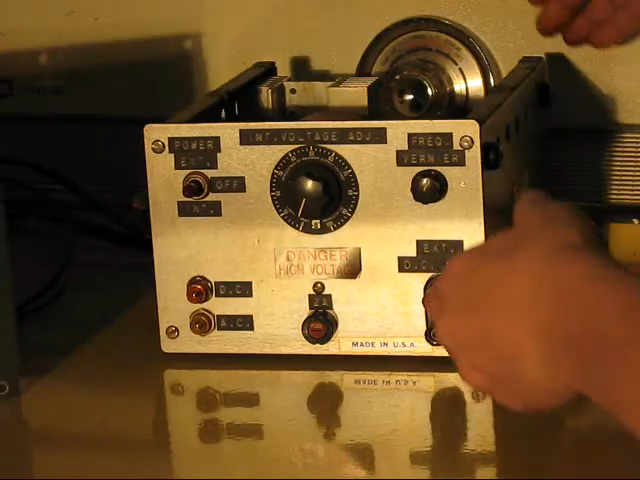 POWER
EXT.
OFF
INT.
INT. VOLTAGE ADJ.
FREQ.
VERNIER
DANGER
HIGH VOLTAGE
EXT.
D.C.
D.C.
2A
A.C.
MADE IN U.S.A.